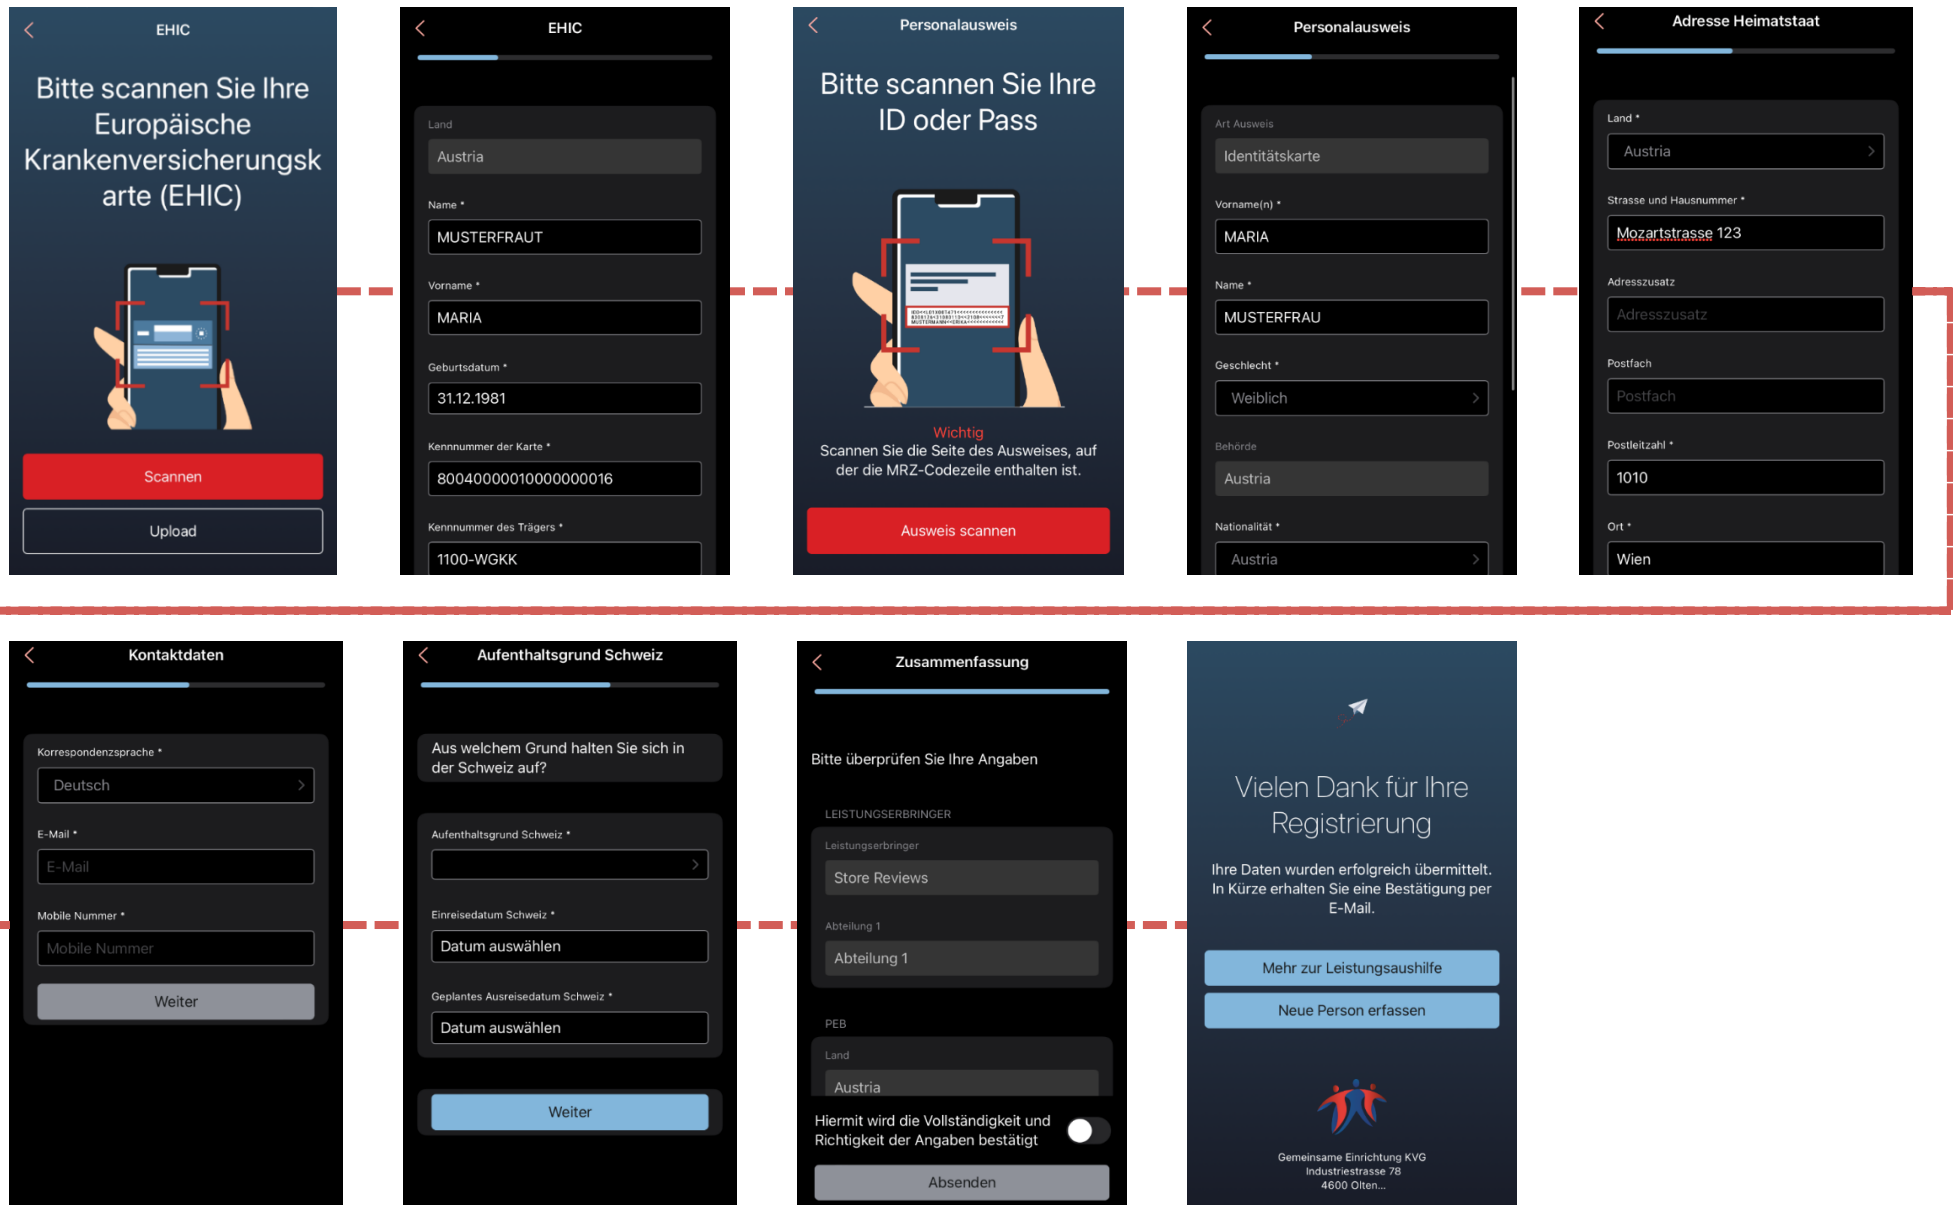 EHIC
Bitte scannen Sie Ihre
Europäische
Krankenversicherungsk
arte (EHIC)
Scannen
Upload
EHIC
Land
Austria
Name *
MUSTERFRAUT
Vorname *
MARIA
Geburtsdatum *
31.12.1981
Kennnummer der Karte *
80040000010000000016
Kennnummer des Trägers *
1100-WGKK
Personalausweis
Bitte scannen Sie Ihre
ID oder Pass
Wichtig
Scannen Sie die Seite des Ausweises, auf
der die MRZ-Codezeile enthalten ist.
Ausweis scannen
Personalausweis
Art Ausweis
Identitätskarte
Vorname(n) *
MARIA
Name *
MUSTERFRAU
Geschlecht *
Weiblich
Behörde
Austria
Nationalität *
Austria
Adresse Heimatstaat
Land *
Austria
Strasse und Hausnummer *
Mozartstrasse 123
Adresszusatz
Adresszusatz
Postfach
Postfach
Postleitzahl *
1010
Ort *
Wien
Kontaktdaten
Korrespondenzsprache *
Deutsch
E-Mail *
E-Mail
Mobile Nummer *
Mobile Nummer
Weiter
Aufenthaltsgrund Schweiz
Aus welchem Grund halten Sie sich in
der Schweiz auf?
Aufenthaltsgrund Schweiz *
Einreisedatum Schweiz *
Datum auswählen
Geplantes Ausreisedatum Schweiz *
Datum auswählen
Weiter
Zusammenfassung
Bitte überprüfen Sie Ihre Angaben
LEISTUNGSERBRINGER
Leistungserbringer
Store Reviews
Abteilung 1
Abteilung 1
PEB
Land
Austria
Hiermit wird die Vollständigkeit und
Richtigkeit der Angaben bestätigt
Absenden
Vielen Dank für Ihre
Registrierung
Ihre Daten wurden erfolgreich übermittelt.
In Kürze erhalten Sie eine Bestätigung per
E-Mail.
Mehr zur Leistungsaushilfe
Neue Person erfassen
Gemeinsame Einrichtung KVG
Industriestrasse 78
4600 Olten...